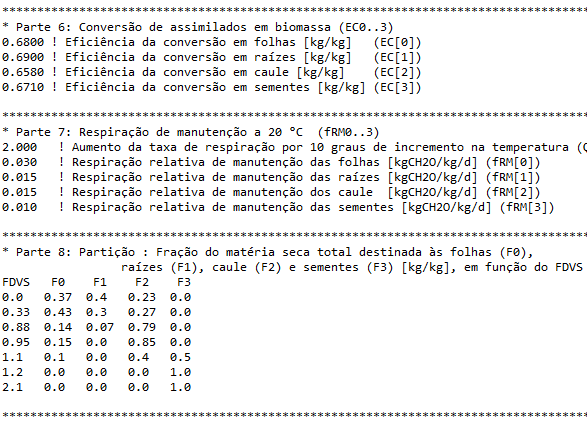 ************************************************************************************
* Parte 6: Conversão de assimilados em biomassa (EC0..3)
0.6800 ! Eficiência da conversão em folhas [kg/kg]   (EC[0])
0.6900 ! Eficiência da conversão em raízes [kg/kg]   (EC[1])
0.6580 ! Eficiência da conversão em caule [kg/kg]    (EC[2])
0.6710 ! Eficiência da conversão em sementes [kg/kg] (EC[3])
************************************************************************************
* Parte 7: Respiração de manutenção a 20 ºC  (fRM0..3)
2.000   ! Aumento da taxa de respiração por 10 graus de incremento na temperatura (
0.030   ! Respiração relativa de manutenção das folhas [kgCH2O/kg/d] (fRM[0])
0.015   ! Respiração relativa de manutenção das raízes [kgCH2O/kg/d] (fRM[1])
0.015   ! Respiração relativa de manutenção dos caule  [kgCH2O/kg/d] (fRM[2])
0.010   ! Respiração relativa de manutenção das sementes [kgCH2O/kg/d] (fRM[3])
************************************************************************************
* Parte 8: Partição : Fração do matéria seca total destinada às folhas (F0),
raízes (F1), caule (F2) e sementes (F3) [kg/kg], em função do FDVS
FDVS  F0   F1   F2   F3
0.0   0.37 0.4  0.23 0.0
0.33  0.43 0.3  0.27 0.0
0.88  0.14 0.07 0.79 0.0
0.95  0.15 0.0  0.85 0.0
1.1   0.1  0.0  0.4  0.5
1.2   0.0  0.0  0.0  1.0
2.1   0.0  0.0  0.0  1.0
************************************************************************************